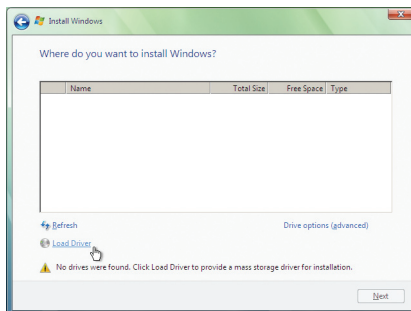 Install Windows
Where do you want to install Windows?
Name Total Size Free Space Type
Refresh Drive options (advanced)
Load Driver
No drives were found. Click Load Driver to provide a mass storage driver for installation.
Next